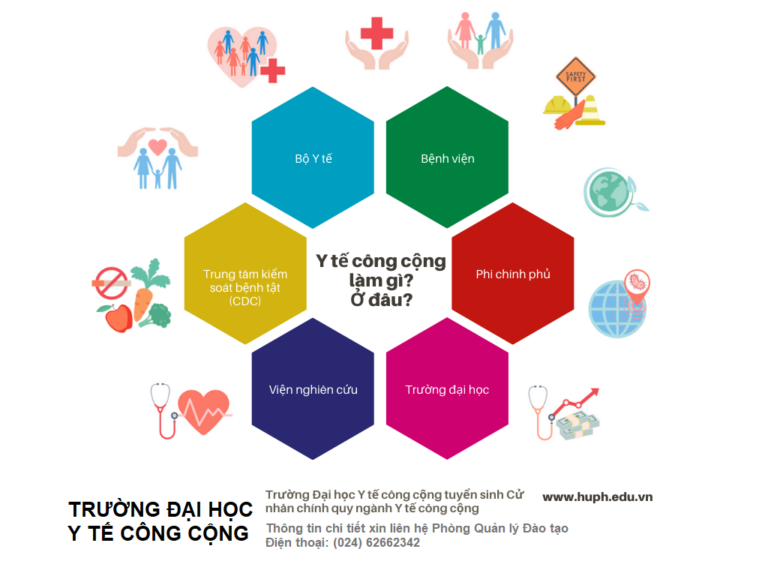 SAFETY
FIRST
Bộ Y tế
Bệnh viện
Trung tâm kiểm
soát bệnh tật
(CDC)
Y tế công cộng
làm gì?
Ở đâu?
Phi chính phủ
Viện nghiên cứu
Trường đại học
TRƯỜNG ĐẠI HỌC
Y TẾ CÔNG CỘNG
Trường Đại học Y tế công cộng tuyển sinh Cử
nhân chính quy ngành Y tế công cộng
www.huph.edu.vn
Thông tin chi tiết xin liên hệ Phòng Quản lý Đào tạo
Điện thoại: (024) 62662342